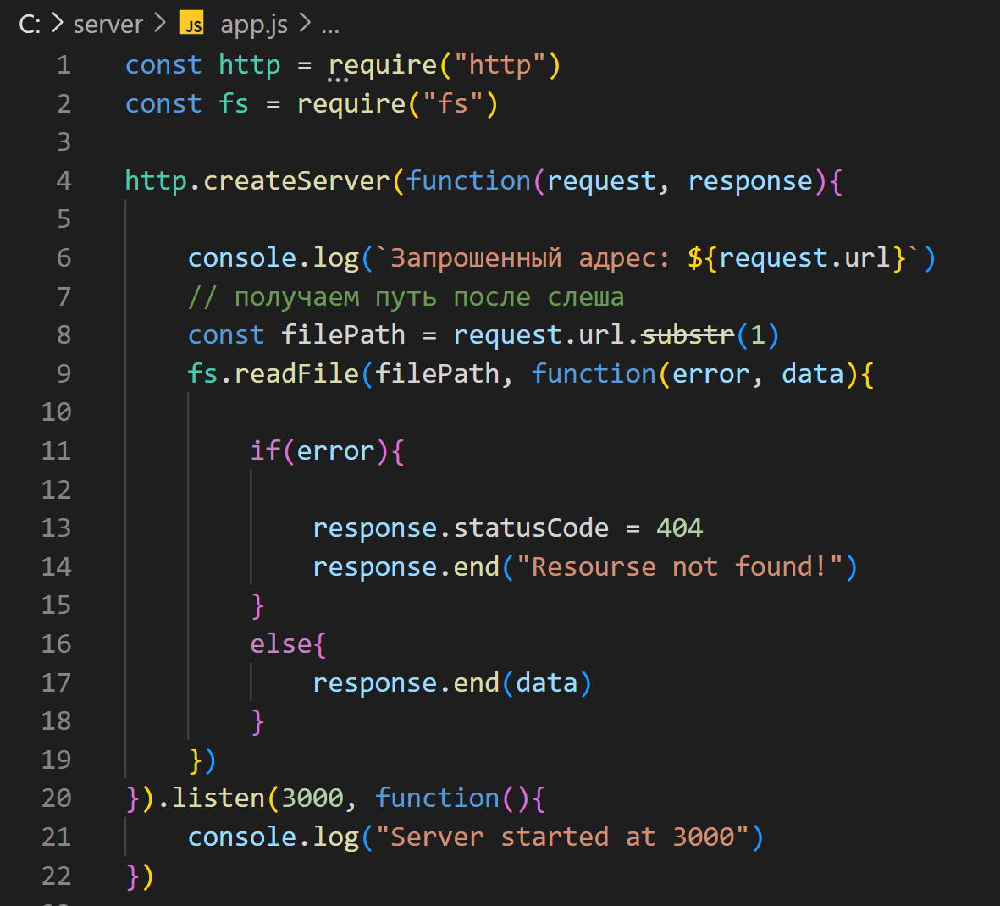 C: > server > JS app.js > ...
1 const http = require("http")
2 const fs = require("fs")
3
4 http.createServer(function(request, response){
5
6 console.log(`Запрошенный адрес: ${request.url}`)
7 // получаем путь после слеша
8 const filePath = request.url.substr(1)
9 fs.readFile(filePath, function(error, data){
10
11 if(error){
12
13 response.statusCode = 404
14 response.end("Resourse not found!")
15 }
16 else{
17 response.end(data)
18 }
19 })
20 }).listen(3000, function(){
21 console.log("Server started at 3000")
22 })